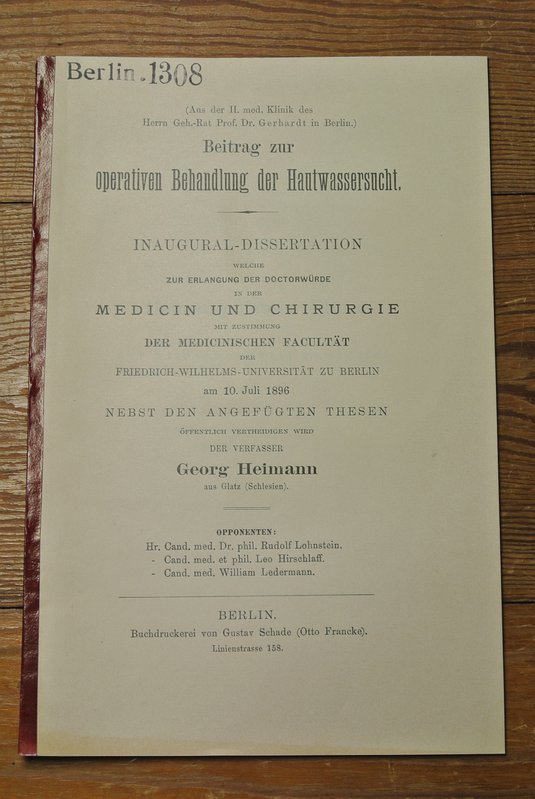 Berlin.1308
(Aus der II. med. Klinik des
Herrn Geh.-Rat Prof. Dr. Gerhardt in Berlin.)
Beitrag zur
operativen Behandlung der Hautwassersucht.
INAUGURAL-DISSERTATION
WELCHE
ZUR ERLANGUNG DER DOCTORWÜRDE
IN DER
MEDICIN UND CHIRURGIE
MIT ZUSTIMMUNG
DER MEDICINISCHEN FACULTÄT
DER
FRIEDRICH-WILHELMS-UNIVERSITÄT ZU BERLIN
am 10. Juli 1896
NEBST DEN ANGEFÜGTEN THESEN
ÖFFENTLICH VERTHEIDIGEN WIRD
DER VERFASSER
Georg Heimann
aus Glatz (Schlesien).
OPPONENTEN:
Hr. Cand. med. Dr. phil. Rudolf Lohnstein.
- Cand. med. et phil. Leo Hirschlaff.
- Cand. med. William Ledermann.
BERLIN.
Buchdruckerei von Gustav Schade (Otto Francke).
Linienstrasse 158.